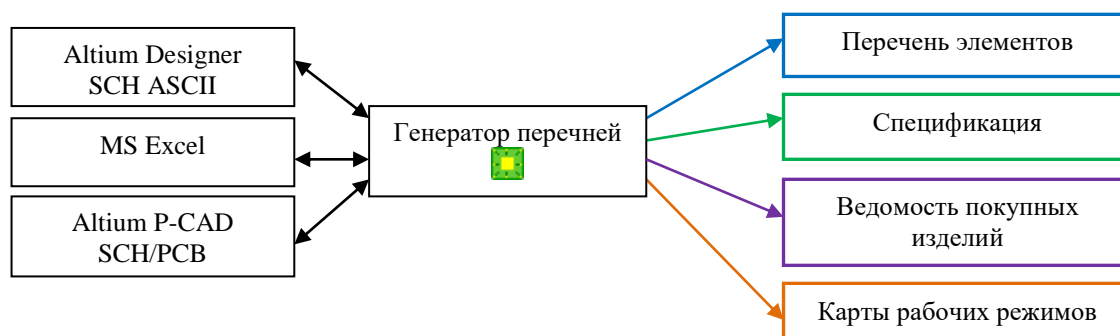 Altium Designer
SCH ASCII
MS Excel
Altium P-CAD
SCH/PCB
Генератор перечней
Перечень элементов
Спецификация
Ведомость покупных
изделий
Карты рабочих режимов